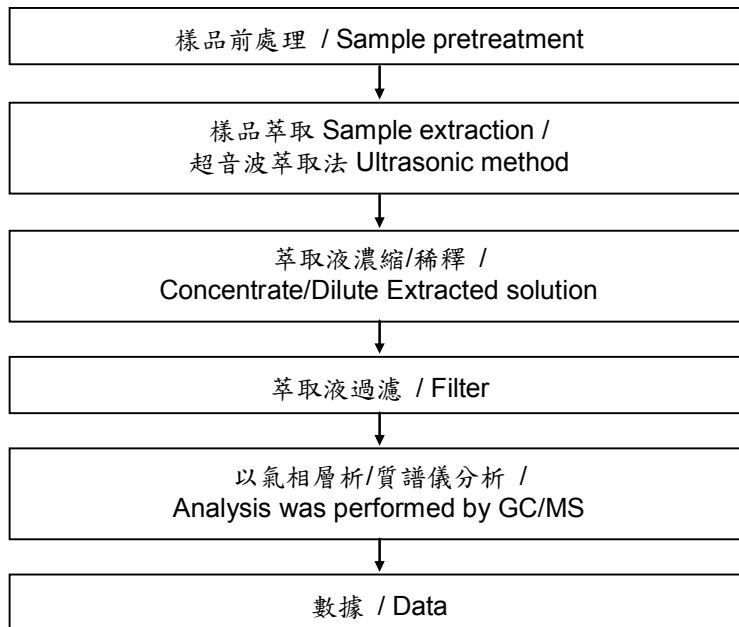 樣品前處理 / Sample pretreatment
樣品萃取 Sample extraction /
超音波萃取法 Ultrasonic method
萃取液濃縮/稀釋 /
Concentrate/Dilute Extracted solution
萃取液過濾 / Filter
以氣相層析/質譜儀分析 /
Analysis was performed by GC/MS
數據 / Data